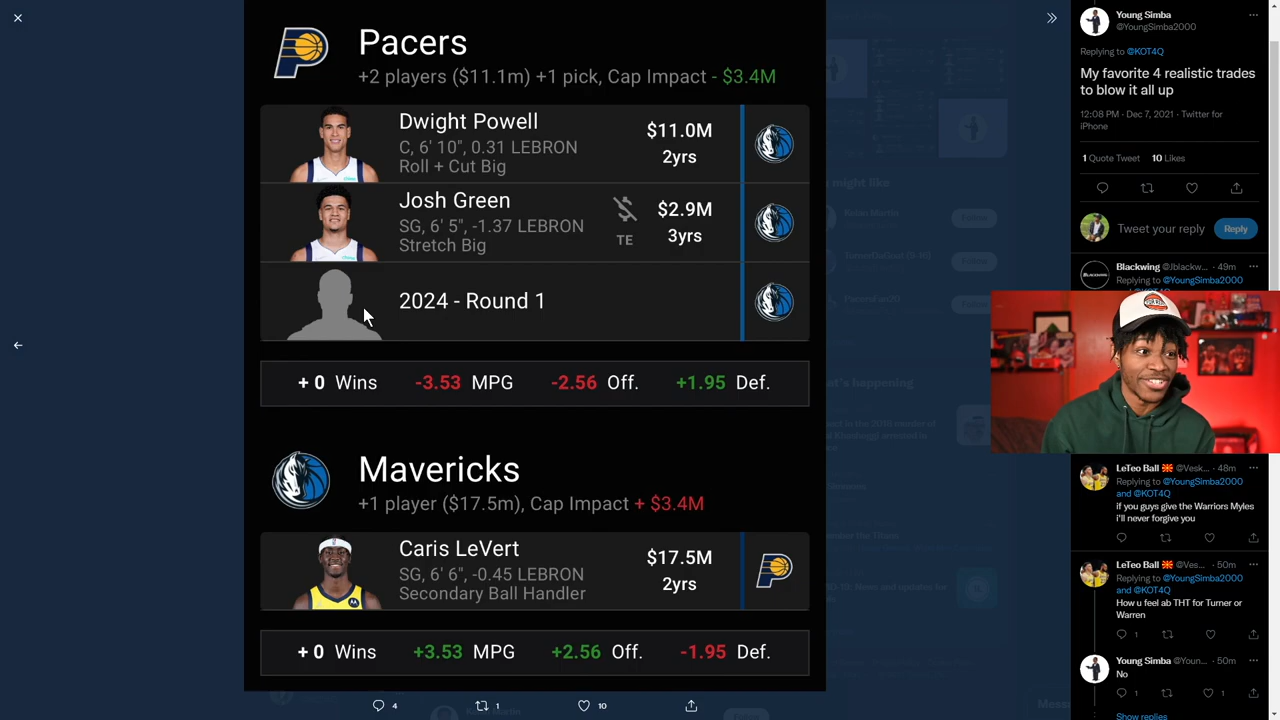 Pacers
+2 players ($11.1m) +1 pick, Cap Impact - $3.4M
Dwight Powell
C, 6' 10", 0.31 LEBRON
Roll + Cut Big
$11.0M
2yrs
Josh Green
SG, 6' 5", -1.37 LEBRON
Stretch Big
TE
$2.9M
3yrs
2024 - Round 1
+ 0 Wins -3.53 MPG -2.56 Off. +1.95 Def.
Mavericks
+1 player ($17.5m), Cap Impact + $3.4M
Caris LeVert
SG, 6' 6", -0.45 LEBRON
Secondary Ball Handler
$17.5M
2yrs
+ 0 Wins +3.53 MPG +2.56 Off. -1.95 Def.
4 1 10
Young Simba
@YoungSimba2000
Replying to @KOT4Q
My favorite 4 realistic trades
to blow it all up
12:08 PM · Dec 7, 2021 · Twitter for
iPhone
1 Quote Tweet 10 Likes
Tweet your reply
Reply
Blackwing @Jblackw... · 49m
Replying to @YoungSimba2000
LeTeo Ball @Vesk... · 48m
Replying to @YoungSimba2000
and @KOT4Q
if you guys give the Warriors Myles
i'll never forgive you
LeTeo Ball @Ves... · 50m
Replying to @YoungSimba2000
and @KOT4Q
How u feel ab THT for Turner or
Warren
1
Young Simba @Youn... · 50m
No
1 1
Show replies
might like